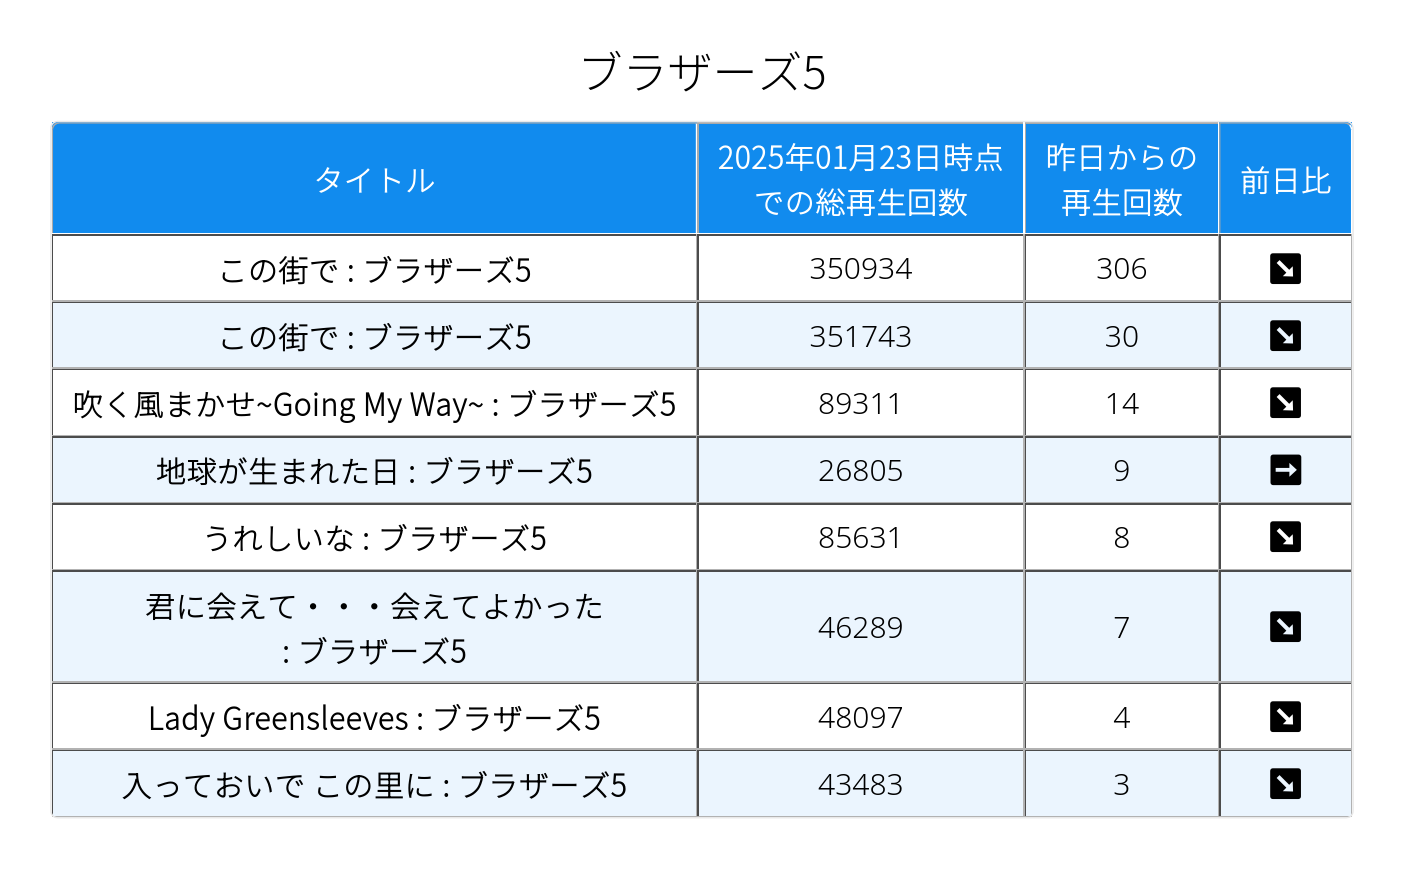 ブラザーズ5
タイトル
2025年01月23日時点
での総再生回数
昨日からの
再生回数
前日比
この街で : ブラザーズ5 350934 306
この街で : ブラザーズ5 351743 30
吹く風まかせ~Going My Way~ : ブラザーズ5 89311 14
地球が生まれた日 : ブラザーズ5 26805 9
うれしいな : ブラザーズ5 85631 8
君に会えて・・・会えてよかった
: ブラザーズ5 46289 7
Lady Greensleeves : ブラザーズ5 48097 4
入っておいで この里に : ブラザーズ5 43483 3